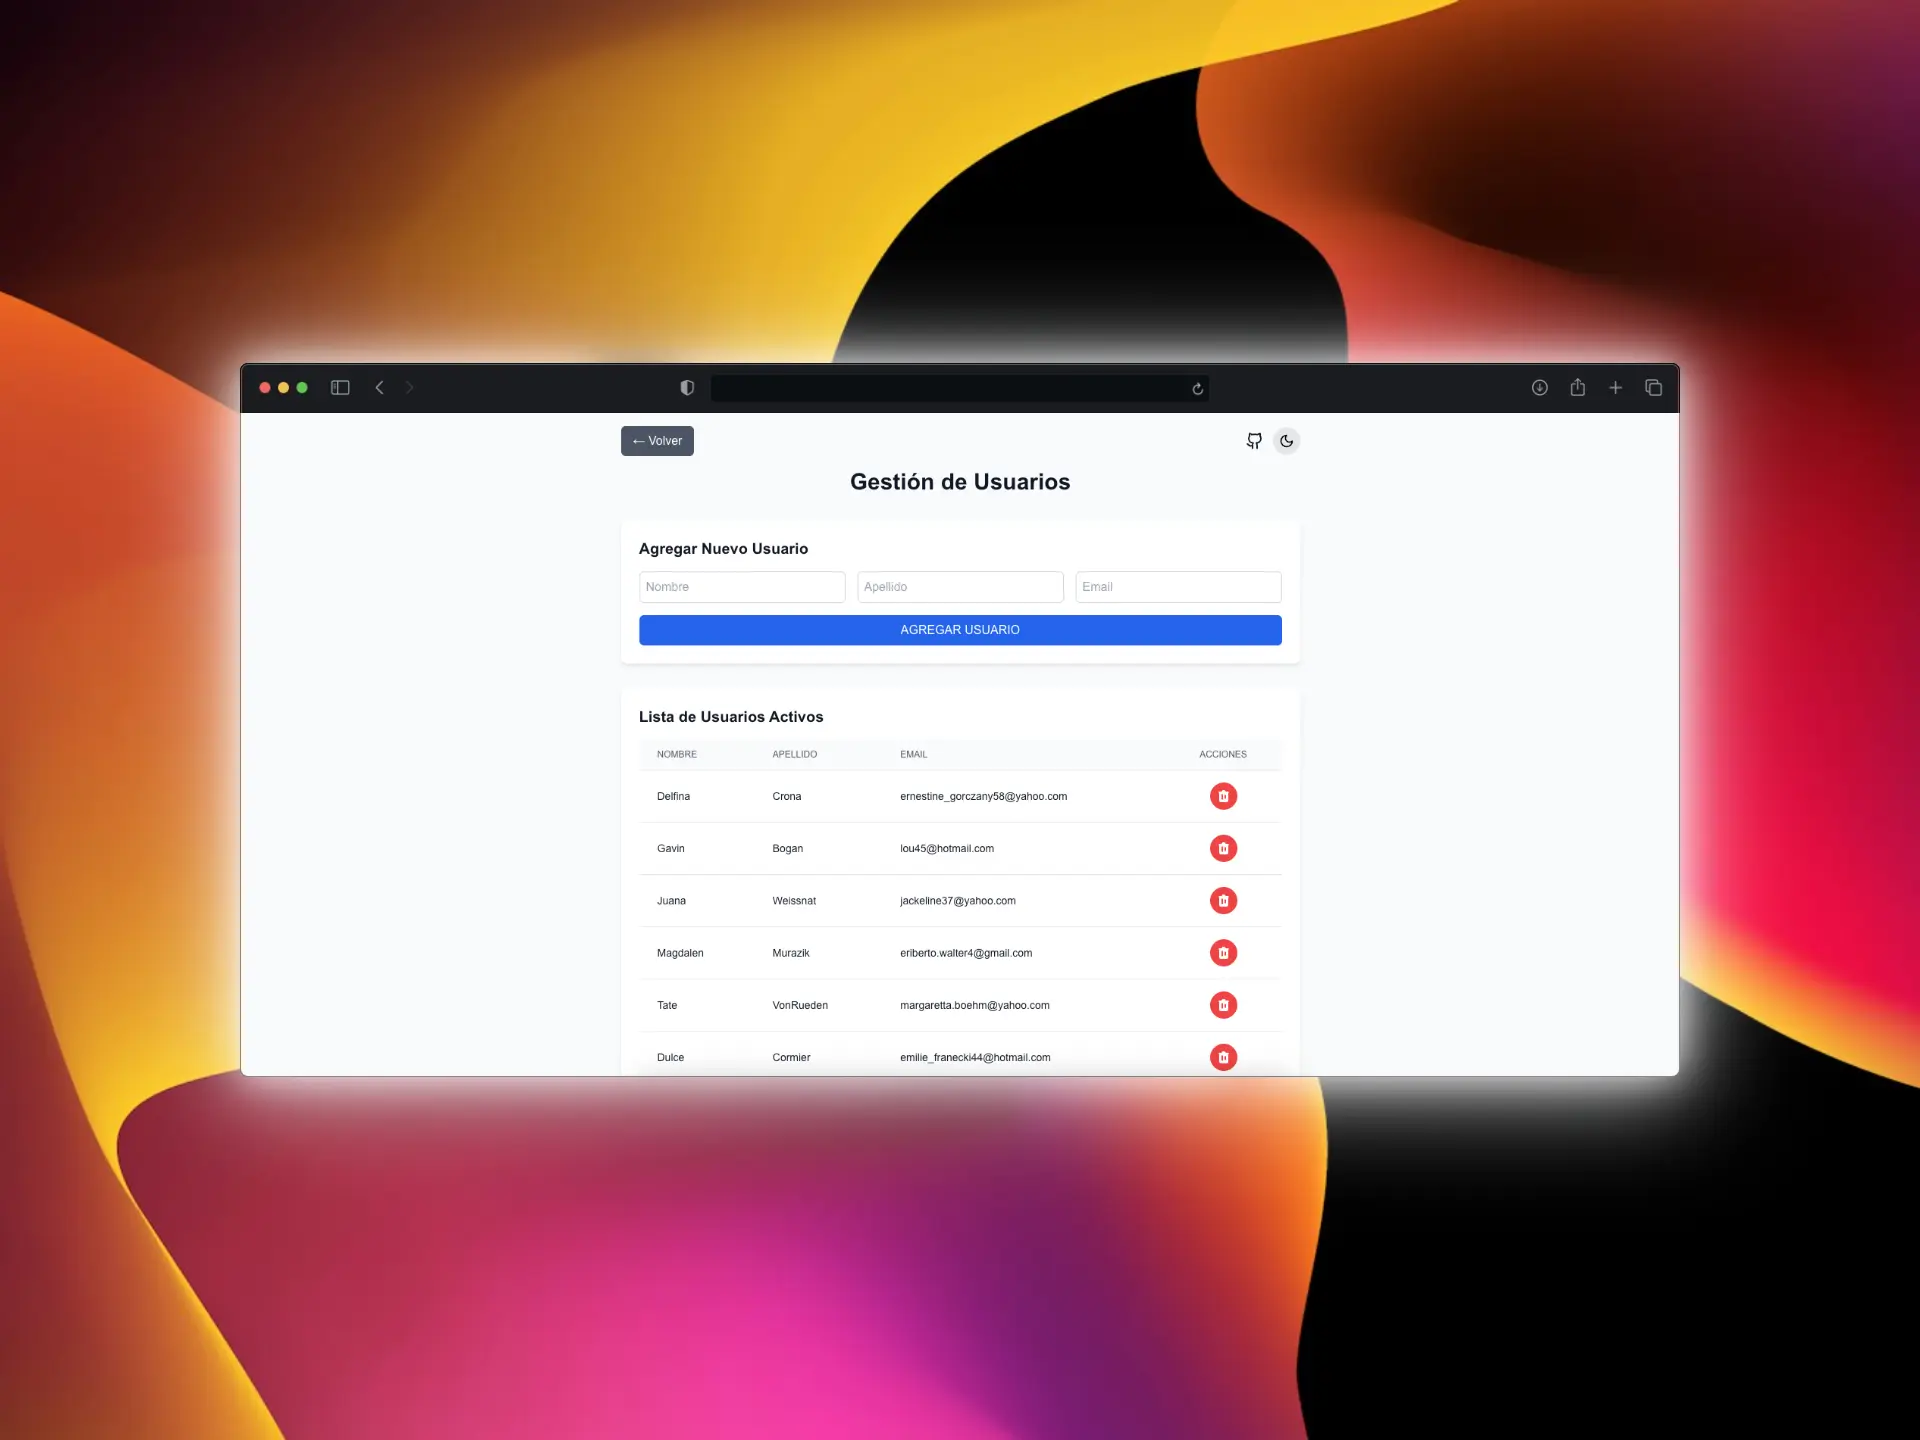 ← Volver
Gestión de Usuarios
Agregar Nuevo Usuario
Nombre Apellido Email
AGREGAR USUARIO
Lista de Usuarios Activos
NOMBRE APELLIDO EMAIL ACCIONES
Delfina Crona ernestine_gorczany58@yahoo.com
Gavin Bogan lou45@hotmail.com
Juana Weissnat jackeline37@yahoo.com
Magdalen Murazik eriberto.walter4@gmail.com
Tate VonRueden margaretta.boehm@yahoo.com
Dulce Cormier emilie_franecki44@hotmail.com